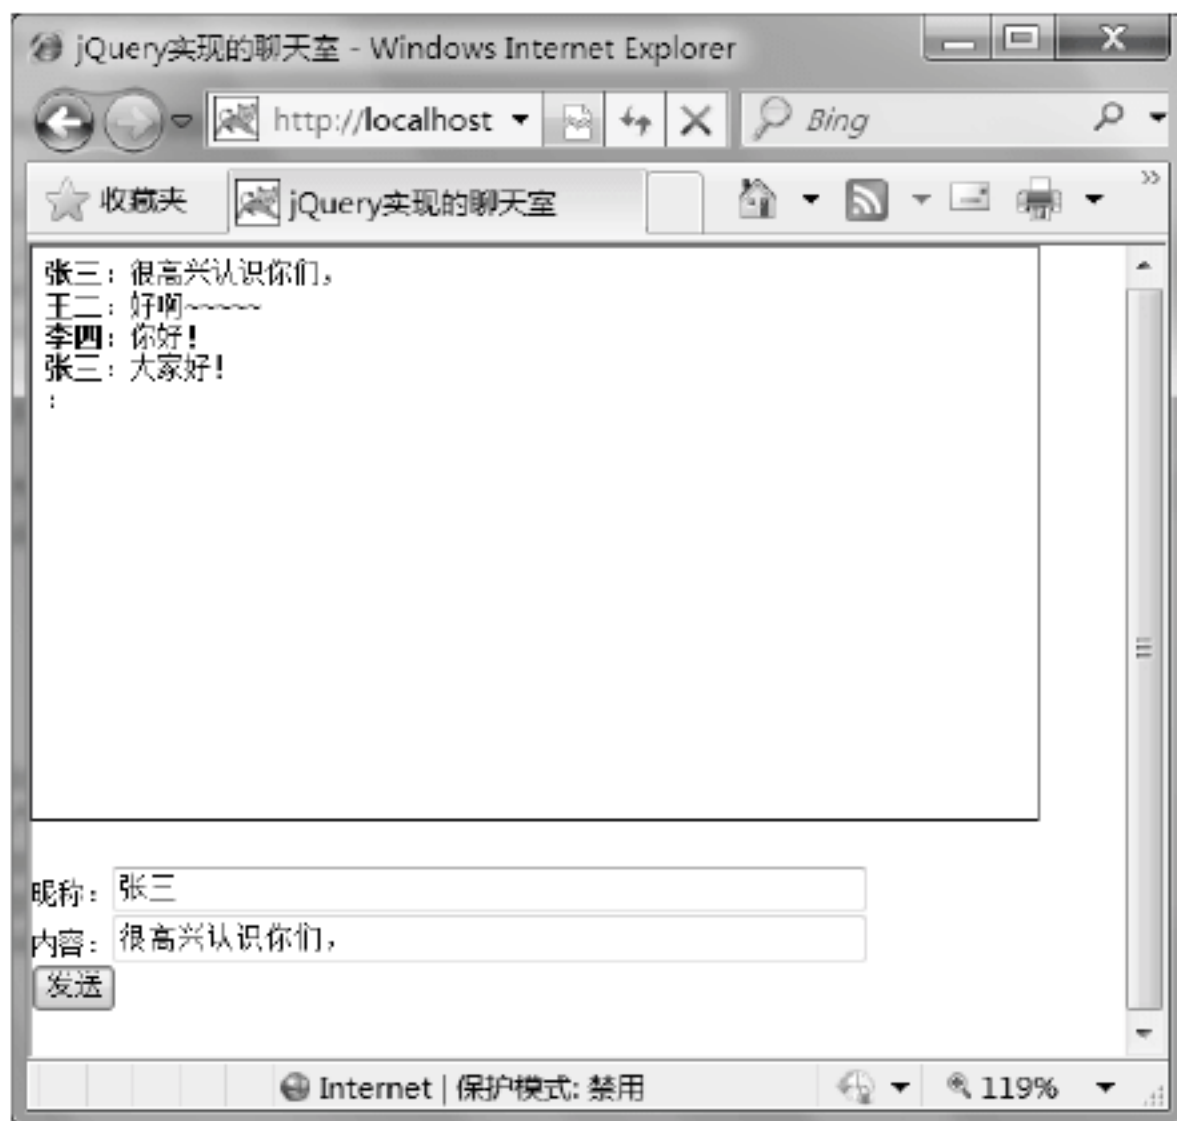 jQuery实现的聊天室 - Windows Internet Explorer
http://localhost
Bing
收藏夹
jQuery实现的聊天室
张三：很高兴认识你们，
王二：好啊~~~~~
李四：你好！
张三：大家好！
：
昵称：张三
内容：很高兴认识你们，
发送
Internet | 保护模式: 禁用
119%